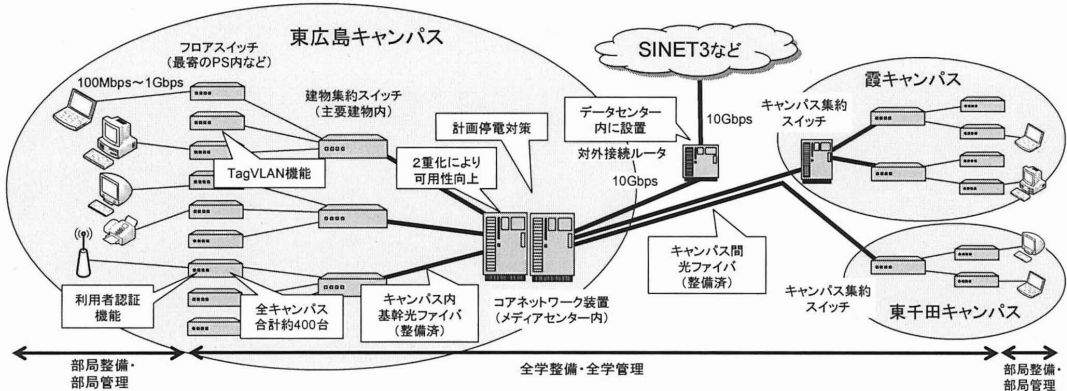 東広島キャンパス
フロアスイッチ
(最寄のPS内など)
100Mbps～1Gbps
建物集約スイッチ
(主要建物内)
TagVLAN機能
計画停電対策
2重化により
可用性向上
SINET3など
10Gbps
データセンター
内に設置
対外接続ルータ
10Gbps
霞キャンパス
キャンパス集約
スイッチ
利用者認証
機能
全キャンパス
合計約400台
キャンパス内
基幹光ファイバ
(整備済)
コアネットワーク装置
(メディアセンター内)
キャンパス間
光ファイバ
(整備済)
キャンパス集約
スイッチ
東千田キャンパス
部局整備・
部局管理
全学整備・全学管理
部局整備・
部局管理